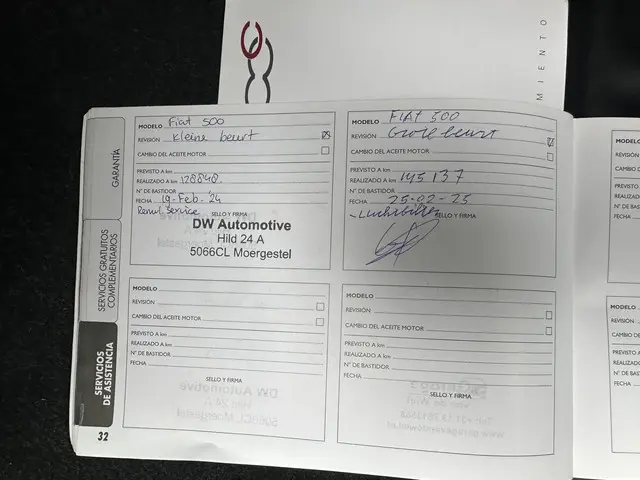 MIENTO
GARANTÍA
SERVICIOS GRATUITOS
COMPLEMENTARIOS
SERVICIOS
DE ASISTENCIA
32
MODELO Fiat 500
REVISIÓN Kleine beurt
CAMBIO DEL ACEITE MOTOR
PREVISTO A km
REALIZADO A km 128848.
N° DE BASTIDOR
FECHA 19-Feb. 24
SELLO Y FIRMA
DW Automotive
Hild 24 A
5066CL Moergestel
MODELO FIAT 500
REVISIÓN Grote beurt
CAMBIO DEL ACEITE MOTOR
PREVISTO A km
REALIZADO A km 145137
N° DE BASTIDOR
FECHA 25-02-25
SELLO Y FIRMA
MODELO
REVISIÓN
CAMBIO DEL ACEITE MOTOR
PREVISTO A km
REALIZADO A km
N° DE BASTIDOR
FECHA
SELLO Y FIRMA
MODELO
REVISIÓN
CAMBIO DEL ACEITE MOTOR
PREVISTO A km
REALIZADO A km
N° DE BASTIDOR
FECHA
SELLO Y FIRMA